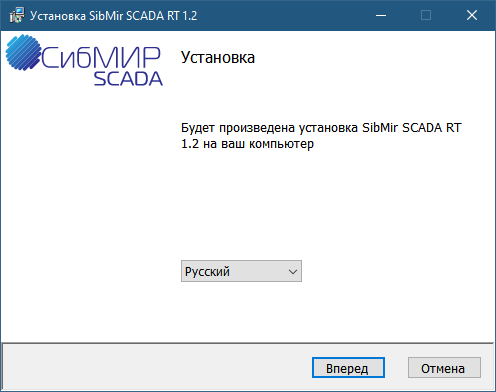 Установка SibMir SCADA RT 1.2
СибМИР
SCADA
Установка
Будет произведена установка SibMir SCADA RT
1.2 на ваш компьютер
Русский
Вперед
Отмена